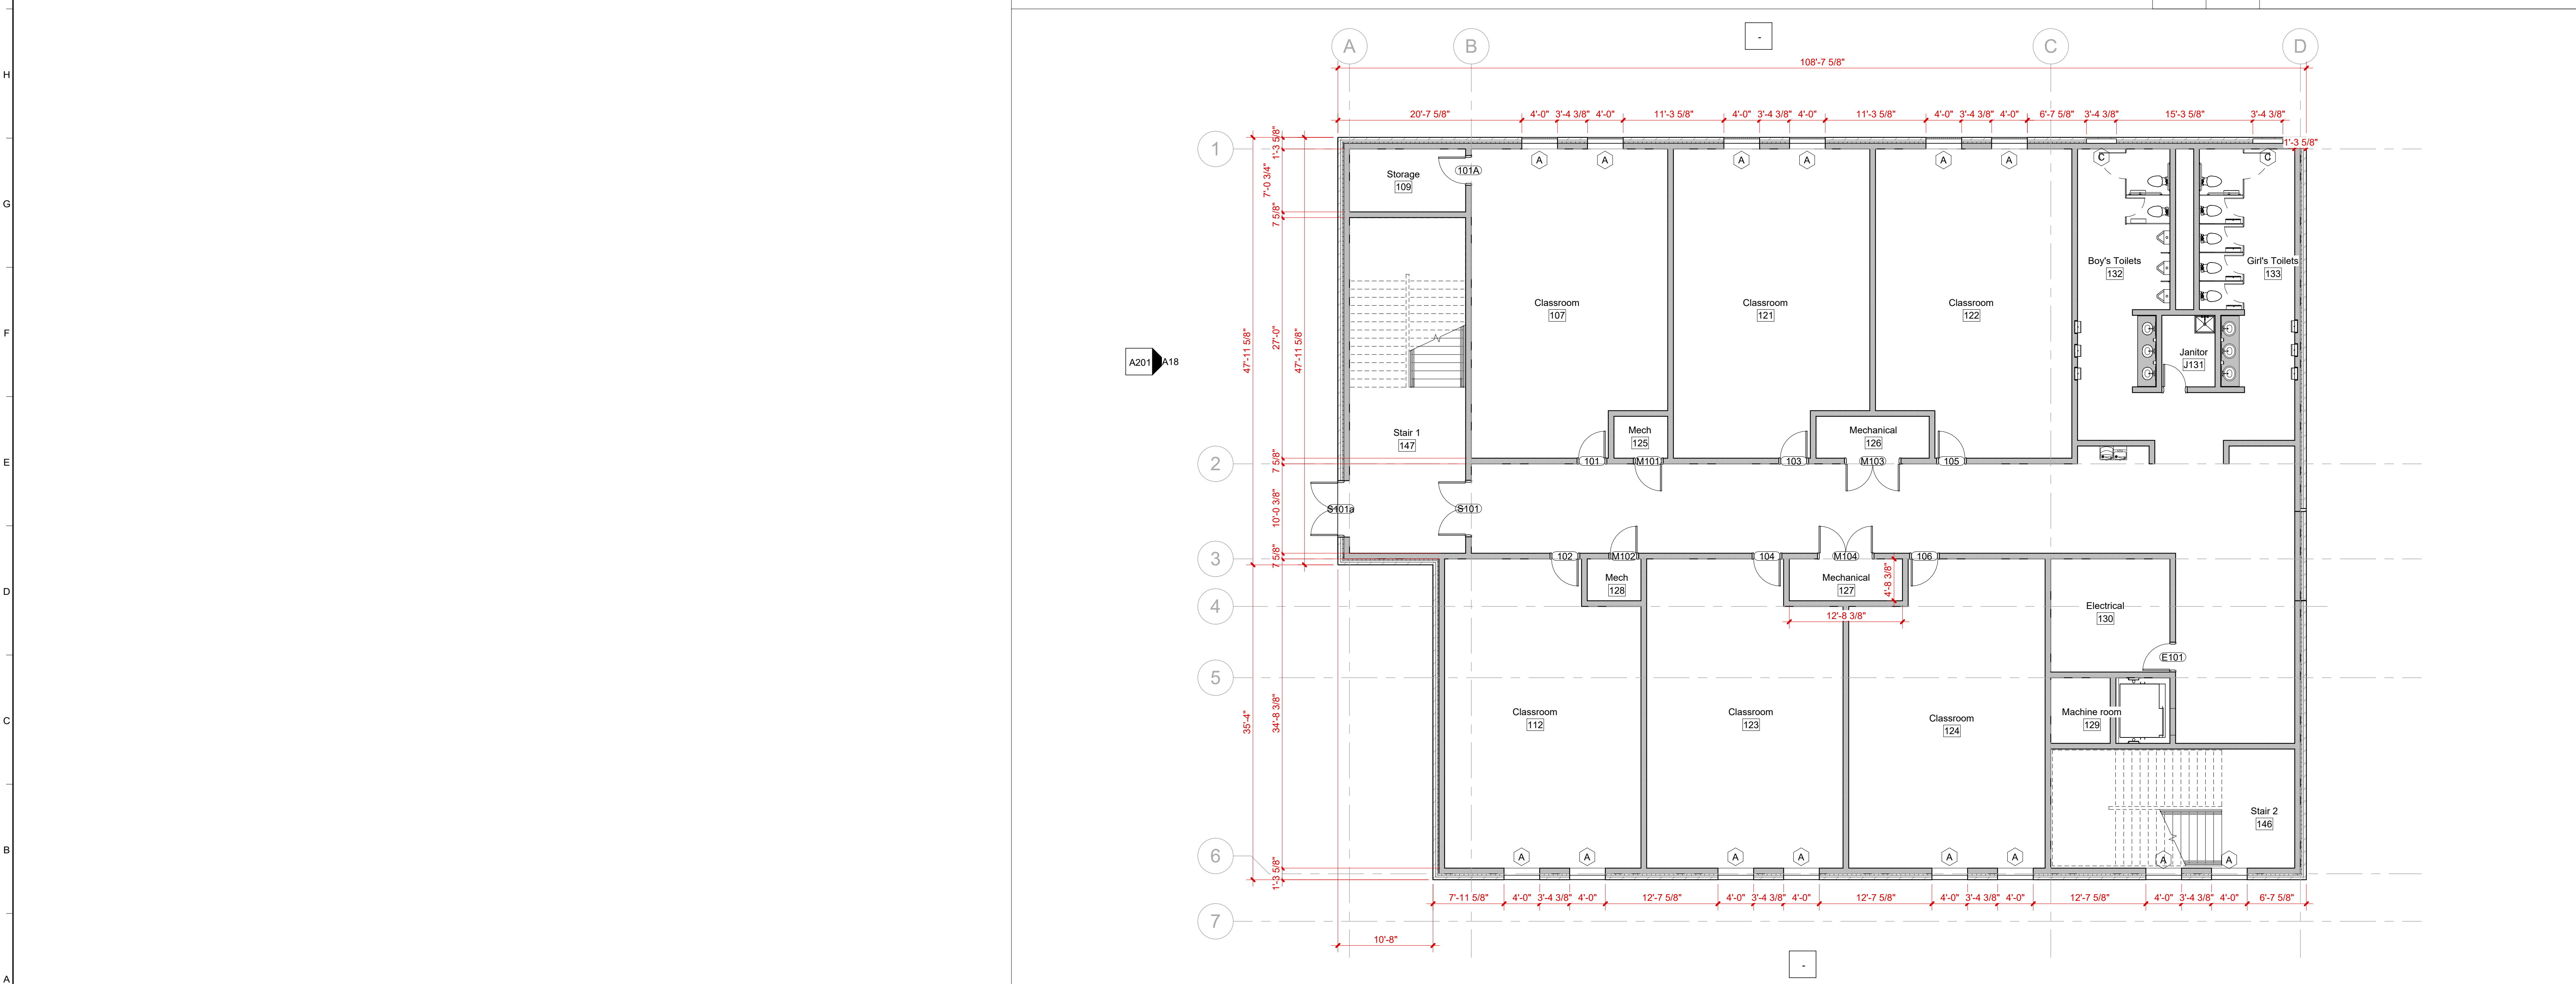 H
G
F
E
D
C
B
A
A
B
C
D
-
108'-7 5/8"
20'-7 5/8"
4'-0"
3'-4 3/8"
4'-0"
11'-3 5/8"
4'-0"
3'-4 3/8"
4'-0"
11'-3 5/8"
4'-0"
3'-4 3/8"
4'-0"
6'-7 5/8"
3'-4 3/8"
15'-3 5/8"
3'-4 3/8"
1'-3 5/8"
1
2
3
4
5
6
7
1'-3 5/8"
7'-0 3/4"
7 5/8"
27'-0"
47'-11 5/8"
47'-11 5/8"
7 5/8"
10'-0 3/8"
7 5/8"
35'-4"
34'-8 3/8"
1'-3 5/8"
A201
A18
A
A
A
A
A
A
C
C
Storage
109
101A
Classroom
107
Classroom
121
Classroom
122
Boy's Toilets
132
Girl's Toilets
133
Janitor
J131
Stair 1
147
Mech
125
Mechanical
126
101
M101
103
M103
105
S101a
S101
102
M102
104
M104
106
Mech
128
Mechanical
127
4'-8 3/8"
12'-8 3/8"
Electrical
130
E101
Classroom
112
Classroom
123
Classroom
124
Machine room
129
Stair 2
146
A
A
A
A
A
A
A
A
7'-11 5/8"
4'-0"
3'-4 3/8"
4'-0"
12'-7 5/8"
4'-0"
3'-4 3/8"
4'-0"
12'-7 5/8"
4'-0"
3'-4 3/8"
4'-0"
12'-7 5/8"
4'-0"
3'-4 3/8"
4'-0"
6'-7 5/8"
10'-8"
-